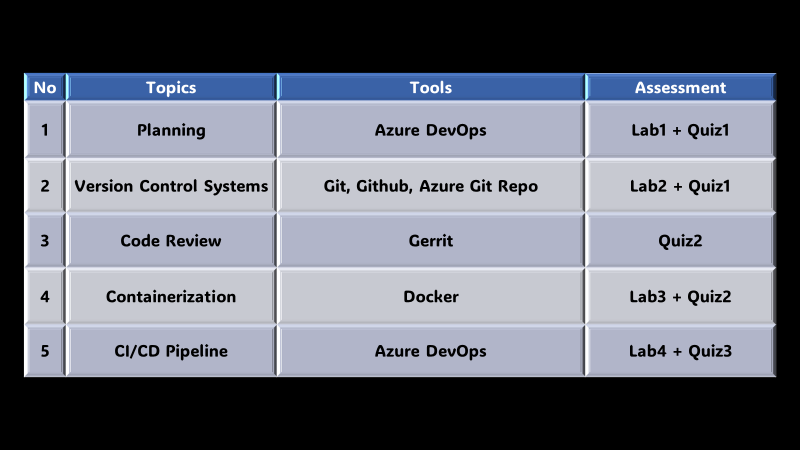 No Topics Tools Assessment
1 Planning Azure DevOps Lab1 + Quiz1
2 Version Control Systems Git, Github, Azure Git Repo Lab2 + Quiz1
3 Code Review Gerrit Quiz2
4 Containerization Docker Lab3 + Quiz2
5 CI/CD Pipeline Azure DevOps Lab4 + Quiz3